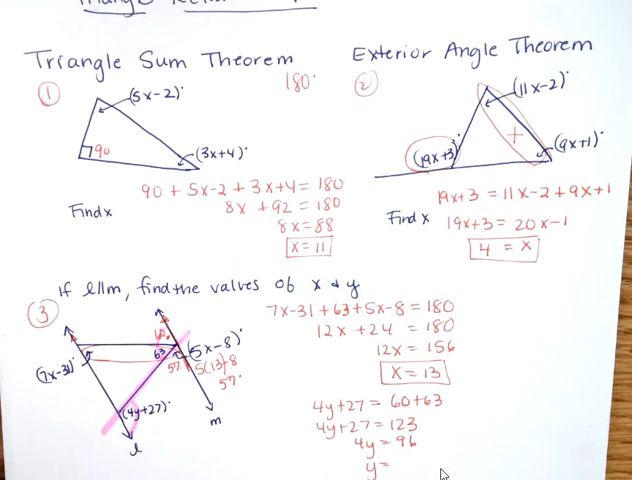 Triangle
Triangle Sum Theorem
180°
Exterior Angle Theorem
①
(5x-2)°
90
(3x+4)°
90 + 5x-2 + 3x+4 = 180
Find x
8x + 92 = 180
8x = 88
x = 11
②
(11x-2)°
(19x+3)°
+
(9x+1)°
19x+3 = 11x-2 + 9x+1
Find x
19x+3 = 20x-1
4 = x
If l||m, find the values of x & y
③
7x-31 + 63 + 5x-8 = 180
12x + 24 = 180
12x = 156
x = 13
60°
63
57
(5x-8)°
5(13)-8
57°
(7x-31)°
(4y+27)°
m
l
4y+27 = 60+63
4y+27 = 123
4y = 96
y =